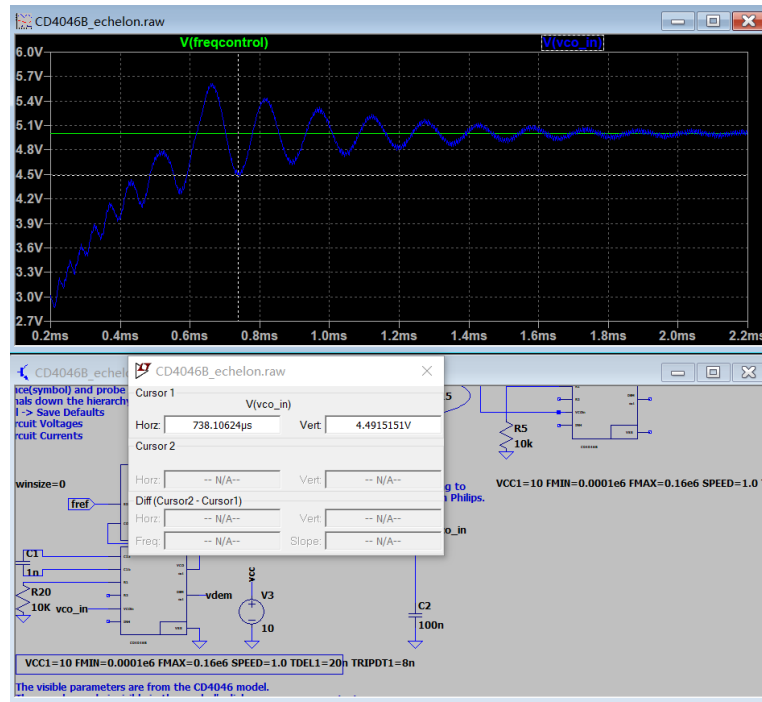 CD4046B_echelon.raw
V(freqcontrol) V(vco_in)
6.0V
5.7V
5.4V
5.1V
4.8V
4.5V
4.2V
3.9V
3.6V
3.3V
3.0V
2.7V
0.2ms 0.4ms 0.6ms 0.8ms 1.0ms 1.2ms 1.4ms 1.6ms 1.8ms 2.0ms 2.2ms
CD4046B_echel
CD4046B_echelon.raw
Cursor 1
V(vco_in)
Horz: 738.10624µs Vert: 4.4915151V
Cursor 2
Horz: -- N/A-- Vert: -- N/A--
Diff (Cursor2 - Cursor1)
Horz: -- N/A-- Vert: -- N/A--
Freq: -- N/A-- Slope: -- N/A--
ice(symbol) and probe
nals down the hierarch
l -> Save Defaults
rcuit Voltages
rcuit Currents
5
R5
10k
winsize=0
fref
g to
n Philips.
VCC1=10 FMIN=0.0001e6 FMAX=0.16e6 SPEED=1.0
o_in
C1
1n
R20
10K vco_in
vdem
vcc
V3
10
C2
100n
VCC1=10 FMIN=0.0001e6 FMAX=0.16e6 SPEED=1.0 TDEL1=20n TRIPDT1=8n
The visible parameters are from the CD4046 model.